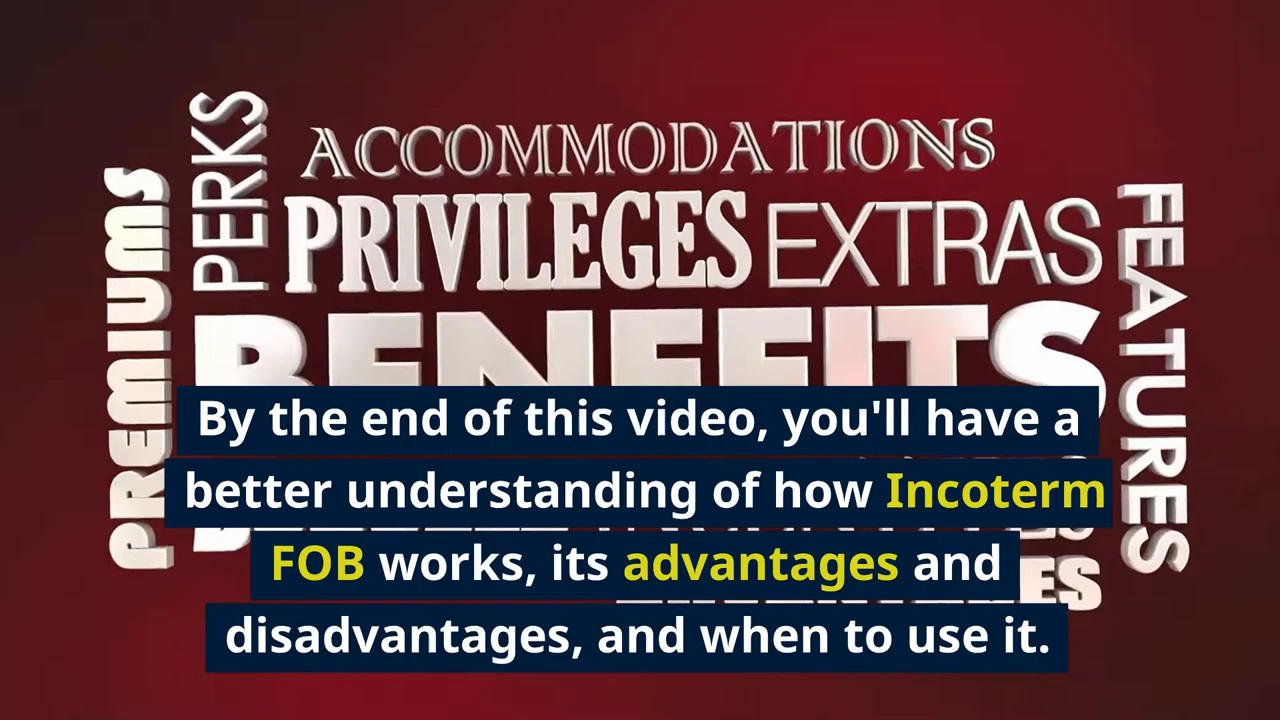 PREMIUMS
PERKS
ACCOMMODATIONS
PRIVILEGES EXTRAS
FEATURES
BENEFITS
By the end of this video, you'll have a
better understanding of how Incoterm
FOB works, its advantages and
disadvantages, and when to use it.